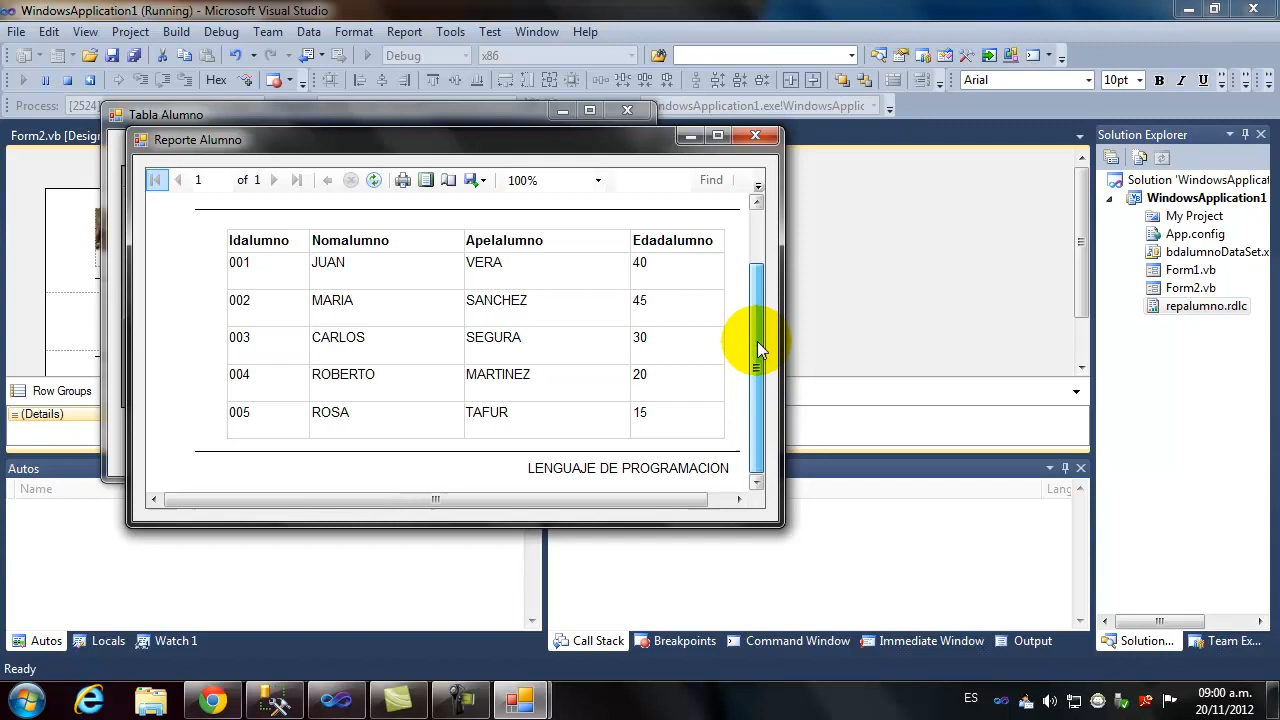 WindowsApplication1 (Running) - Microsoft Visual Studio
File Edit View Project Build Debug Team Data Format Report Tools Test Window Help
Debug x86
Hex Arial 10pt B I U
Process: [2524 indowsApplication1.exe!WindowsApplic
Tabla Alumno
Form2.vb [Design
Reporte Alumno
1 of 1 100% Find
Idalumno Nomalumno Apelalumno Edadalumno
001 JUAN VERA 40
002 MARIA SANCHEZ 45
003 CARLOS SEGURA 30
004 ROBERTO MARTINEZ 20
005 ROSA TAFUR 15
LENGUAJE DE PROGRAMACION
Row Groups
(Details)
Autos
Name
Lang
Autos Locals Watch 1
Call Stack Breakpoints Command Window Immediate Window Output
Solution Explorer
Solution 'WindowsApplicat
WindowsApplication1
My Project
App.config
bdalumnoDataSet.x
Form1.vb
Form2.vb
repalumno.rdlc
Solution... Team Ex...
Ready
ES
09:00 a.m.
20/11/2012